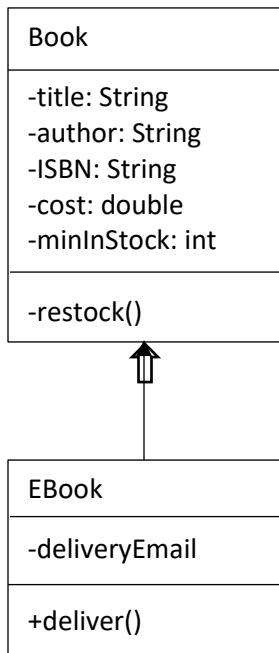 Book
-title: String
-author: String
-ISBN: String
-cost: double
-minInStock: int
-restock()
EBook
-deliveryEmail
+deliver()